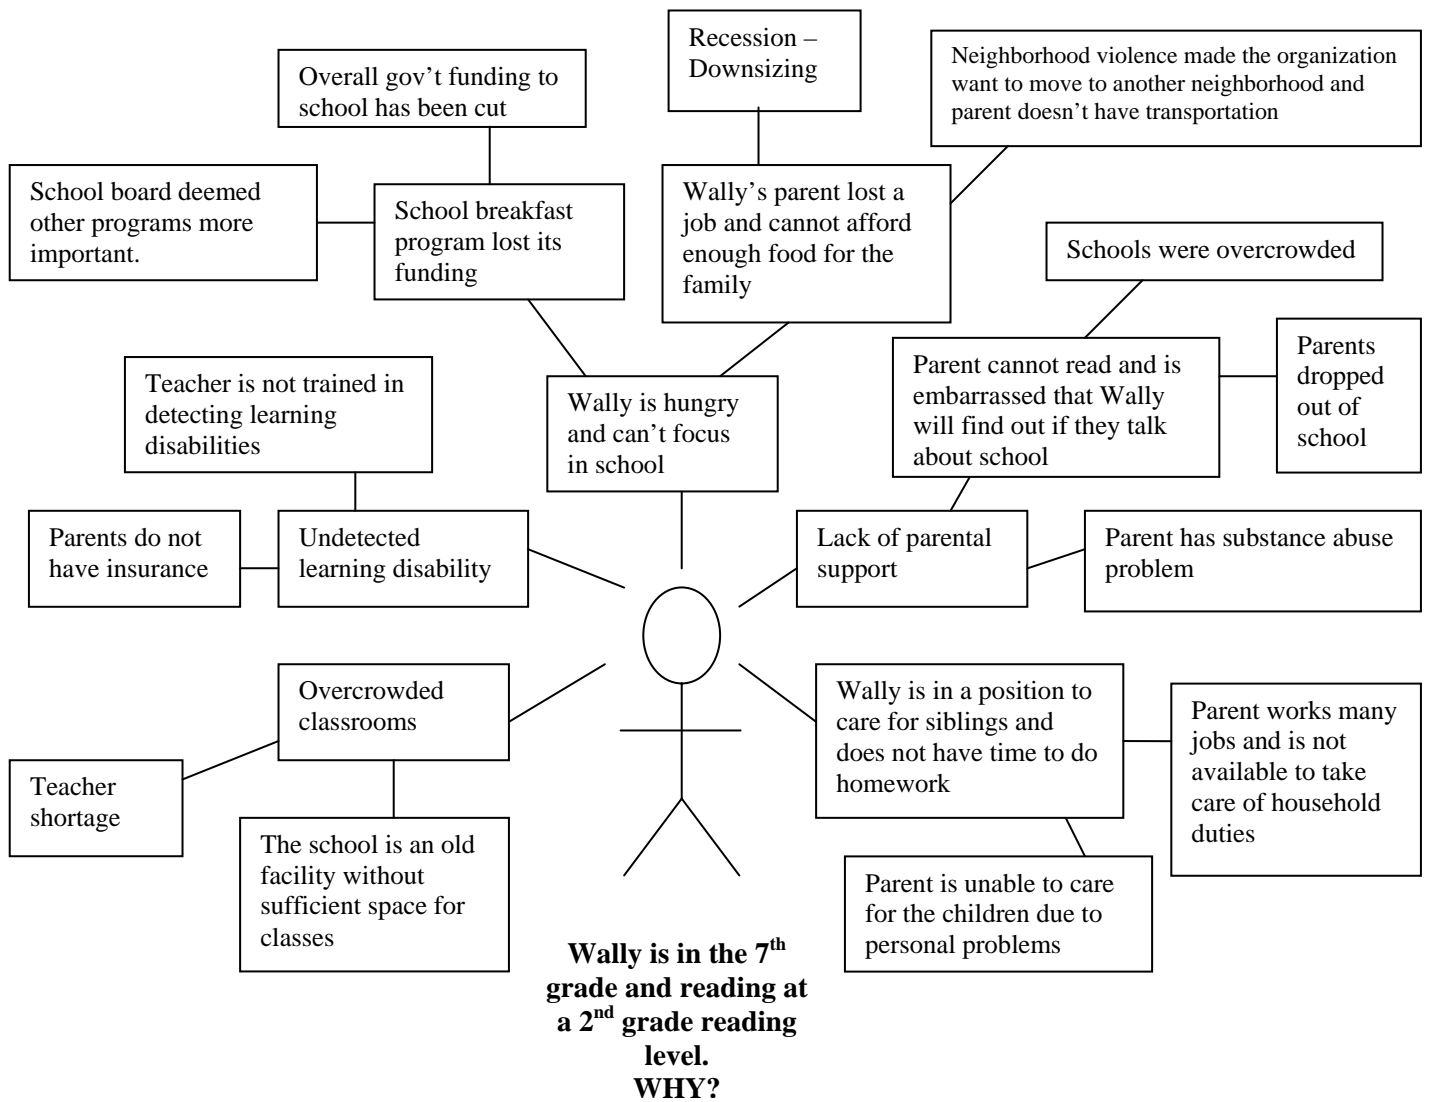 Recession –
Downsizing
Neighborhood violence made the organization
want to move to another neighborhood and
parent doesn’t have transportation
Overall gov’t funding to
school has been cut
School board deemed
other programs more
important.
School breakfast
program lost its
funding
Wally’s parent lost a
job and cannot afford
enough food for the
family
Schools were overcrowded
Parents
dropped
out of
school
Parent cannot read and is
embarrassed that Wally
will find out if they talk
about school
Teacher is not trained in
detecting learning
disabilities
Wally is hungry
and can’t focus
in school
Parents do not
have insurance
Undetected
learning disability
Lack of parental
support
Parent has substance abuse
problem
Overcrowded
classrooms
Wally is in a position to
care for siblings and
does not have time to do
homework
Parent works many
jobs and is not
available to take
care of household
duties
Teacher
shortage
The school is an old
facility without
sufficient space for
classes
Parent is unable to care
for the children due to
personal problems
Wally is in the 7th
grade and reading at
a 2nd grade reading
level.
WHY?